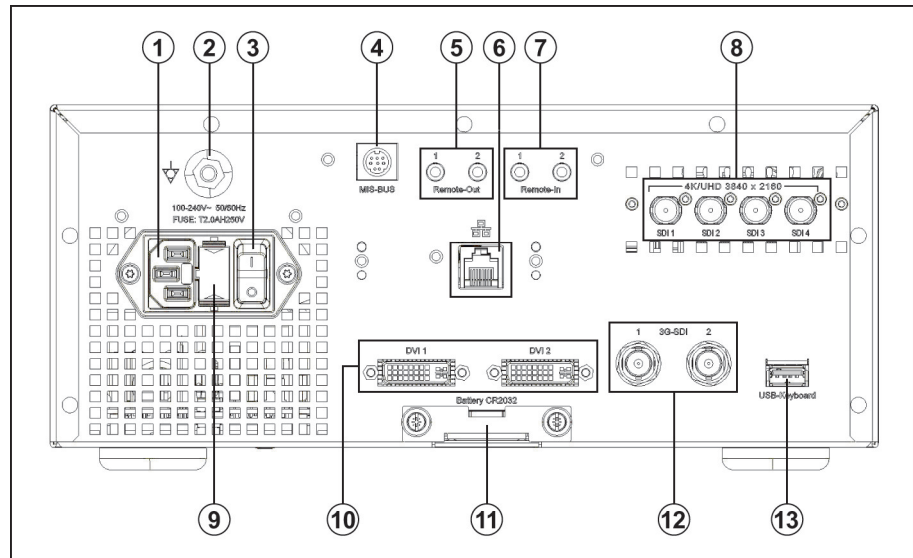 1 2 3 4 5 6 7 8
1 2
Remote-Out
1 2
Remote-In
MIS-BUS
4K/UHD 3840 x 2160
SDI 1 SDI 2 SDI 3 SDI 4
100-240V~ 50/60Hz
FUSE: T2.0AH250V
I
O
DVI 1 DVI 2
1 3G-SDI 2
Battery CR2032
USB-Keyboard
9 10 11 12 13